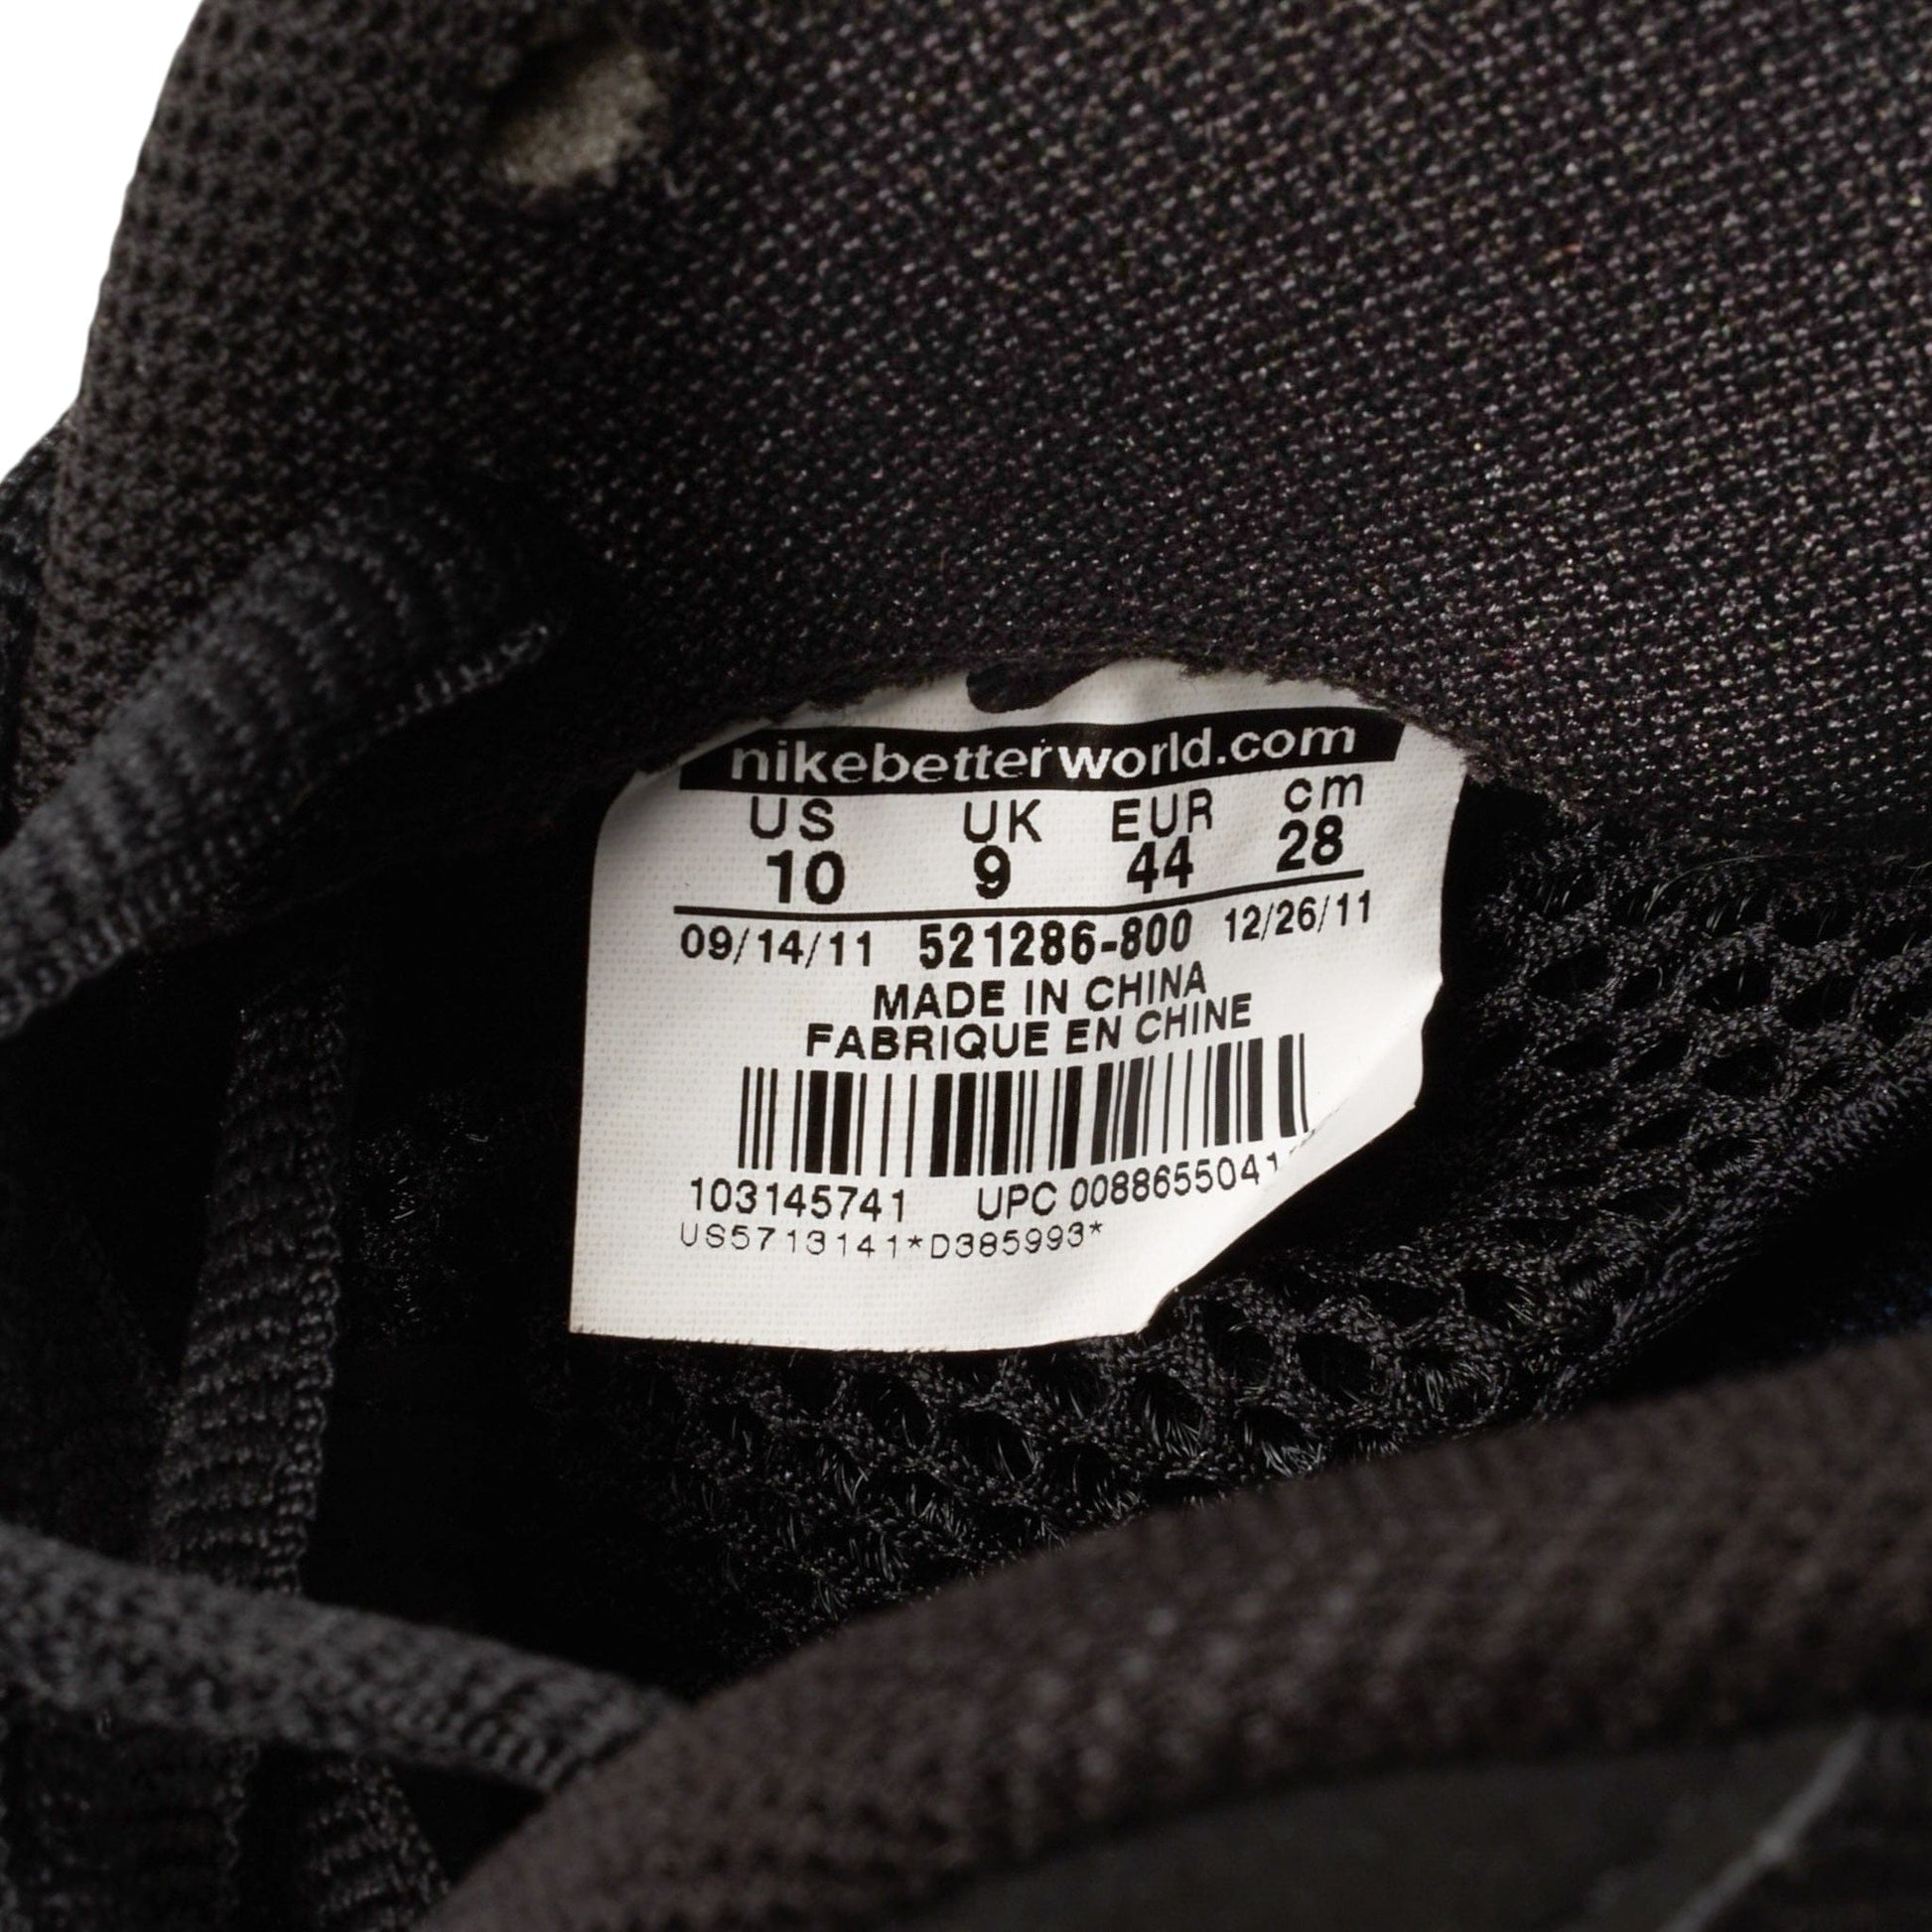 nikebetterworld.com
US UK EUR cm
10 9 44 28
09/14/11 521286-800 12/26/11
MADE IN CHINA
FABRIQUE EN CHINE
103145741 UPC 008865504
US5713141*D385993*